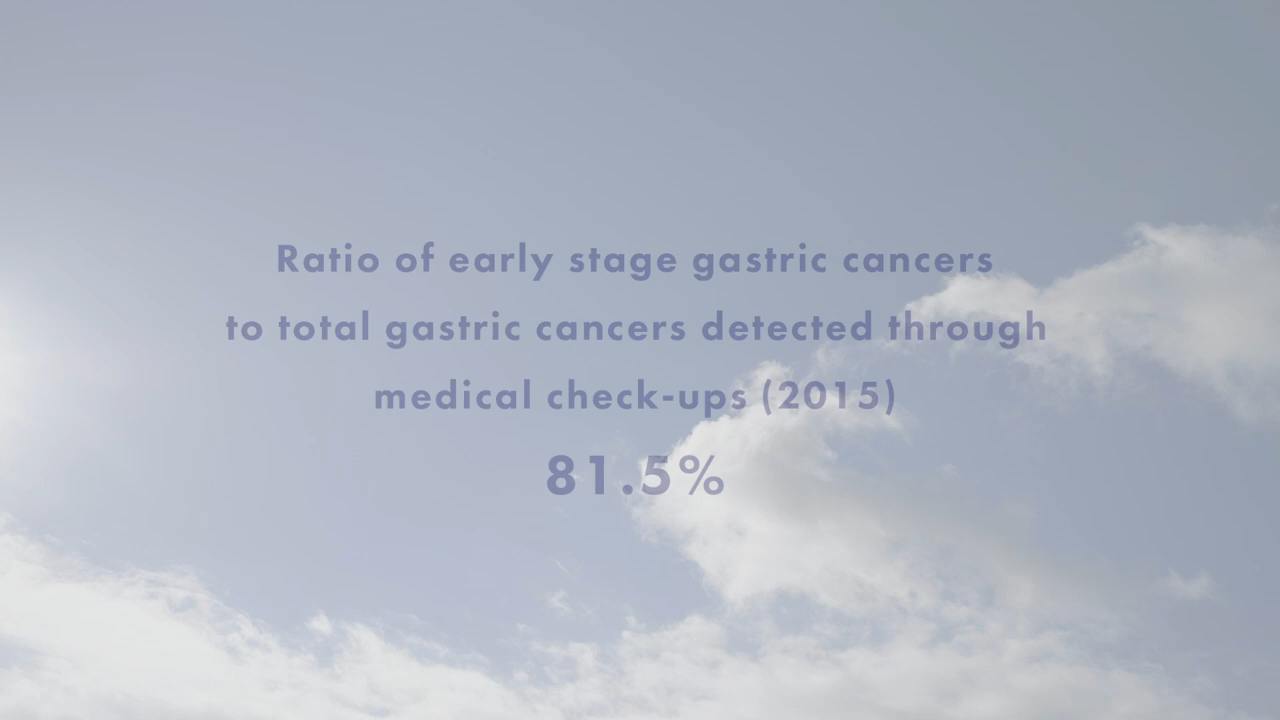 Ratio of early stage gastric cancers
to total gastric cancers detected through
medical check-ups (2015)
81.5%